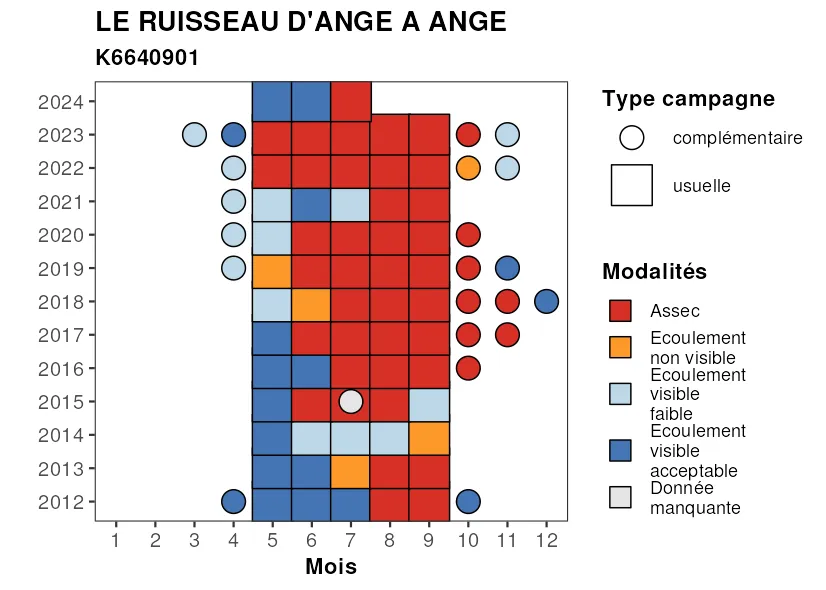 LE RUISSEAU D'ANGE A ANGE
K6640901
2024
2023
2022
2021
2020
2019
2018
2017
2016
2015
2014
2013
2012
1 2 3 4 5 6 7 8 9 10 11 12
Mois
Type campagne
complémentaire
usuelle
Modalités
Assec
Ecoulement
non visible
Ecoulement
visible
faible
Ecoulement
visible
acceptable
Donnée
manquante